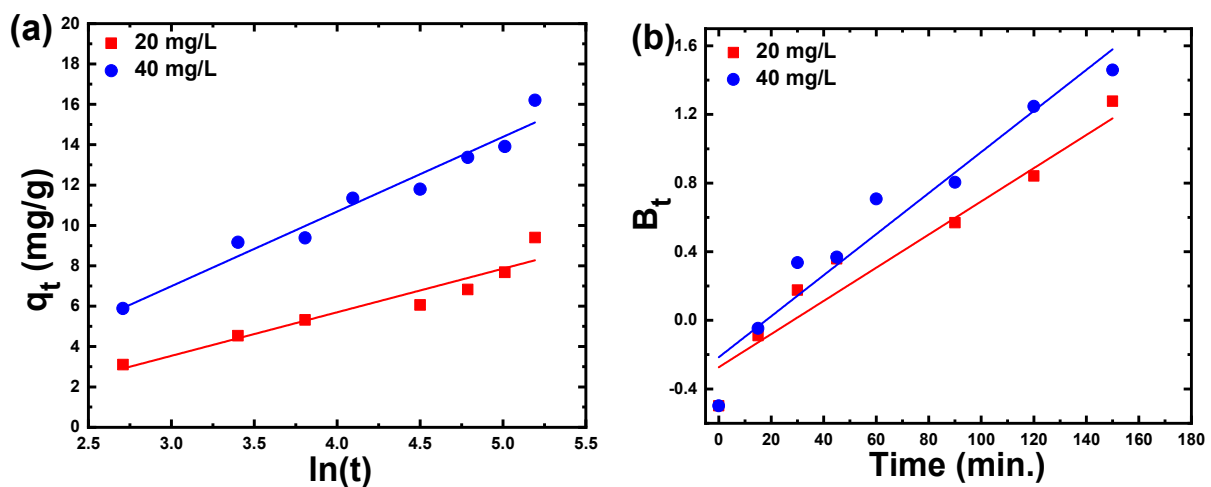 (a)
20 mg/L
40 mg/L
20
18
16
14
12
10
8
6
4
2
0
q_t (mg/g)
2.5 3.0 3.5 4.0 4.5 5.0 5.5
ln(t)
(b)
20 mg/L
40 mg/L
1.6
1.2
0.8
0.4
0.0
-0.4
B_t
0 20 40 60 80 100 120 140 160 180
Time (min.)